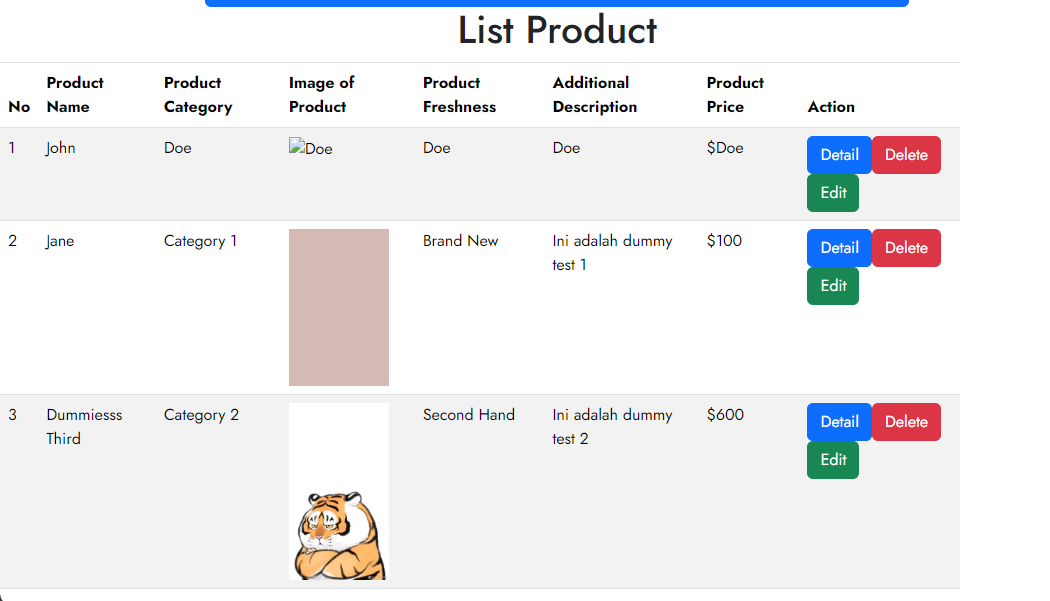 List Product
No Product Name Product Category Image of Product Product Freshness Additional Description Product Price Action
1 John Doe Doe Doe Doe $Doe Detail Delete Edit
2 Jane Category 1 Brand New Ini adalah dummy test 1 $100 Detail Delete Edit
3 Dummiesss Third Category 2 Second Hand Ini adalah dummy test 2 $600 Detail Delete Edit